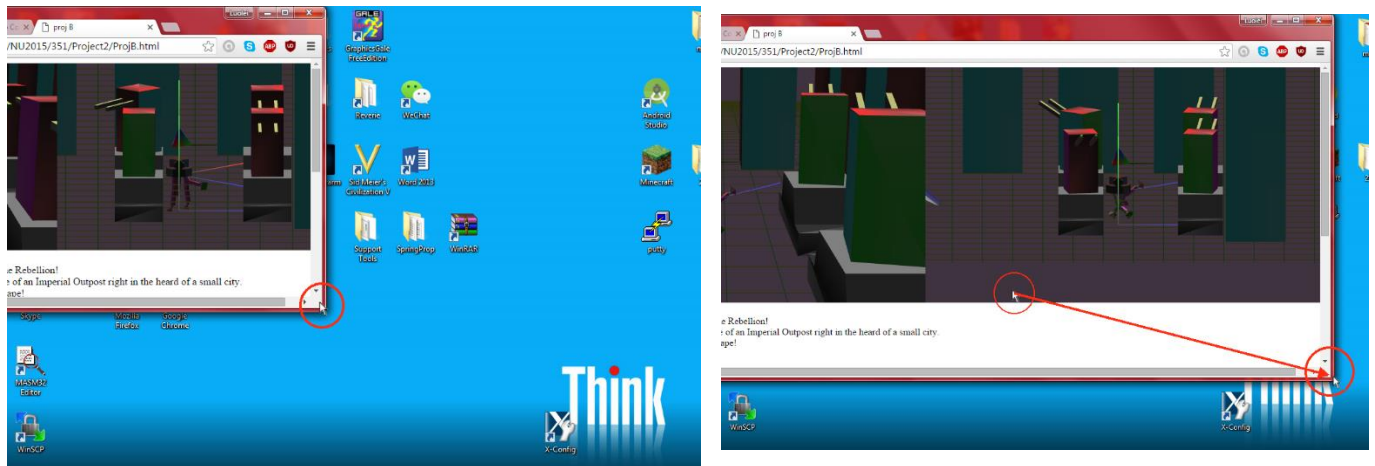 proj B
/NU2015/351/Project2/ProjB.html
e Rebellion!
e of an Imperial Outpost right in the heard of a small city.
ape!
GALE
GraphicsGale
FreeEdition
Reverie
WeChat
Android
Studio
Sid Meier's
Civilization V
Word 2013
Minecraft
Support
Tools
SpringProp
WinRAR
putty
Skype
Mozilla
Firefox
Google
Chrome
MASM32
Editor
WinSCP
X-Config
Think
proj B
/NU2015/351/Project2/ProjB.html
ABP
e Rebellion!
e of an Imperial Outpost right in the heard of a small city.
ape!
WinSCP
X-Config